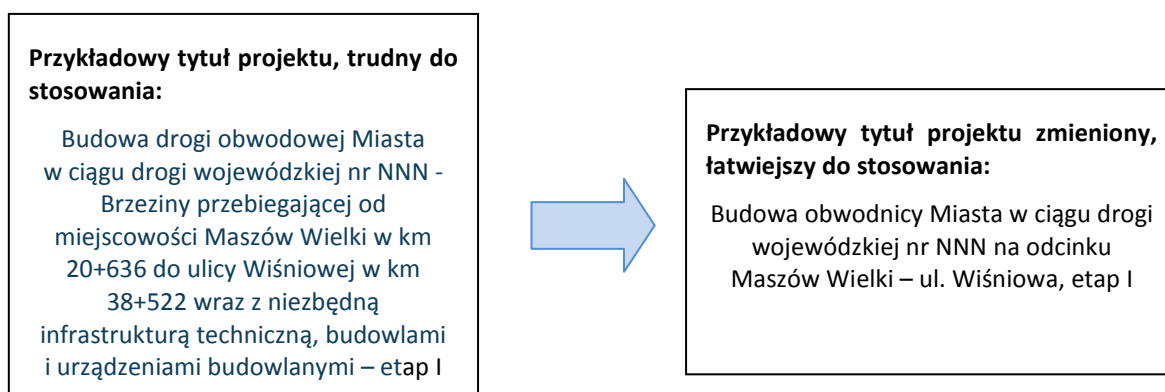 Przykładowy tytuł projektu, trudny do
stosowania:
Budowa drogi obwodowej Miasta
w ciągu drogi wojewódzkiej nr NNN -
Brzeziny przebiegającej od
miejscowości Maszów Wielki w km
20+636 do ulicy Wiśniowej w km
38+522 wraz z niezbędną
infrastrukturą techniczną, budowlami
i urządzeniami budowlanymi – etap I
Przykładowy tytuł projektu zmieniony,
łatwiejszy do stosowania:
Budowa obwodnicy Miasta w ciągu drogi
wojewódzkiej nr NNN na odcinku
Maszów Wielki – ul. Wiśniowa, etap I